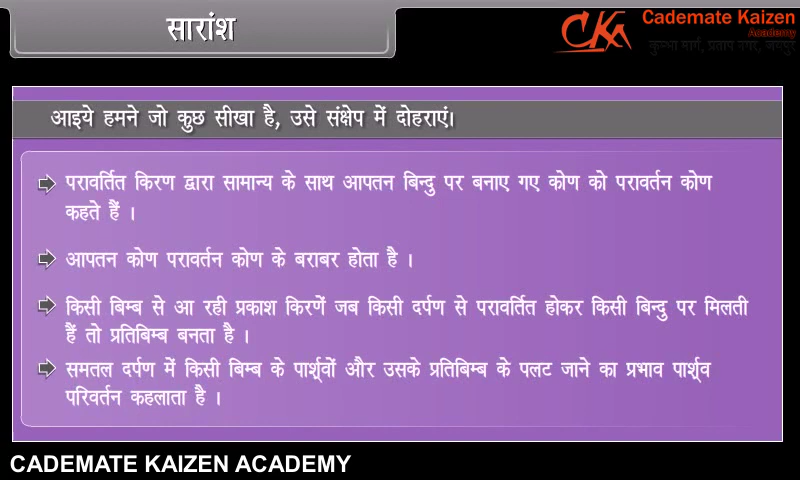 सारांश
Cademate Kaizen
Academy
कुम्भा मार्ग, प्रताप नगर, जयपुर
आइये हमने जो कुछ सीखा है, उसे संक्षेप में दोहराएं।
परावर्तित किरण द्वारा सामान्य के साथ आपतन बिन्दु पर बनाए गए कोण को परावर्तन कोण
कहते हैं ।
आपतन कोण परावर्तन कोण के बराबर होता है ।
किसी बिम्ब से आ रही प्रकाश किरणें जब किसी दर्पण से परावर्तित होकर किसी बिन्दु पर मिलती
हैं तो प्रतिबिम्ब बनता है ।
समतल दर्पण में किसी बिम्ब के पार्श्वों और उसके प्रतिबिम्ब के पलट जाने का प्रभाव पार्श्व
परिवर्तन कहलाता है ।
CADEMATE KAIZEN ACADEMY